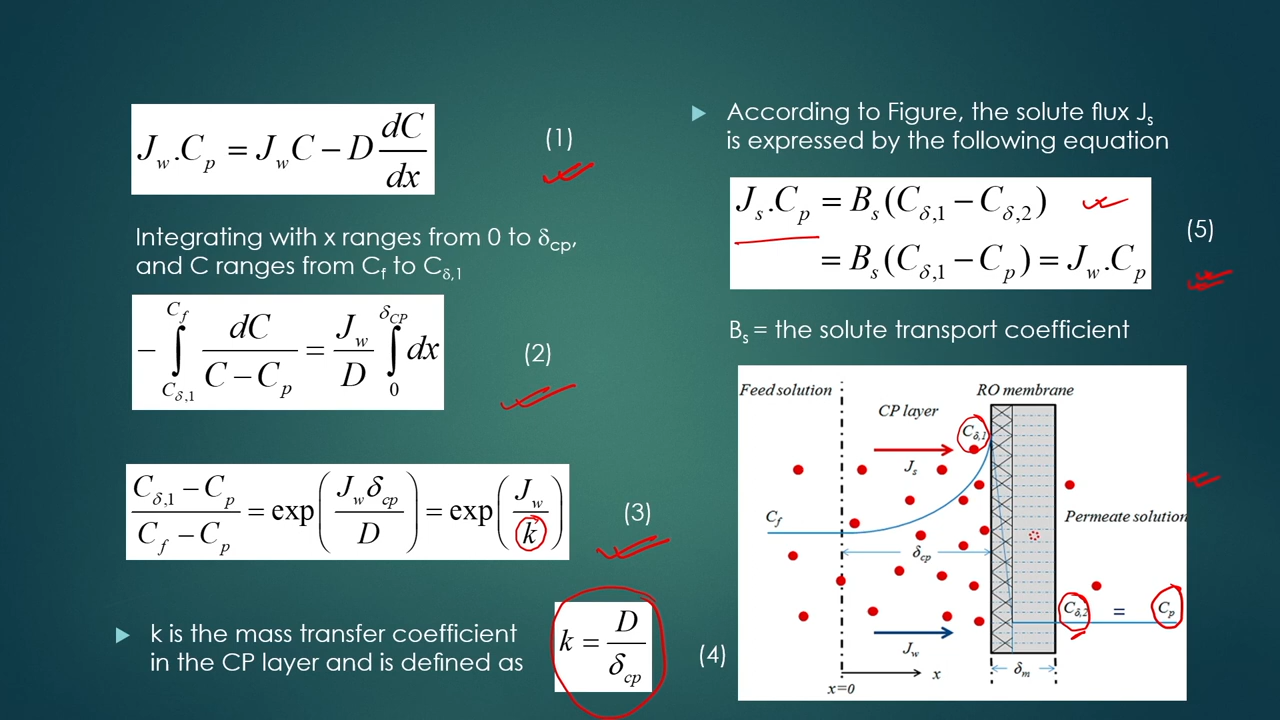 J_w.C_p = J_wC − D dC/dx
(1)
Integrating with x ranges from 0 to δ_cp,
and C ranges from C_f to C_δ,1
− ∫_{C_δ,1}^{C_f} dC/(C − C_p) = J_w/D ∫_0^{δ_CP} dx
(2)
(C_δ,1 − C_p)/(C_f − C_p) = exp(J_wδ_cp/D) = exp(J_w/k)
(3)
k is the mass transfer coefficient
in the CP layer and is defined as
k = D/δ_cp
(4)
According to Figure, the solute flux J_s
is expressed by the following equation
J_s.C_p = B_s(C_δ,1 − C_δ,2)
= B_s(C_δ,1 − C_p) = J_w.C_p
(5)
B_s = the solute transport coefficient
Feed solution
RO membrane
CP layer
C_δ,1
J_s
C_f
Permeate solution
δ_cp
C_δ,2 = C_p
J_w
x=0
x
δ_m